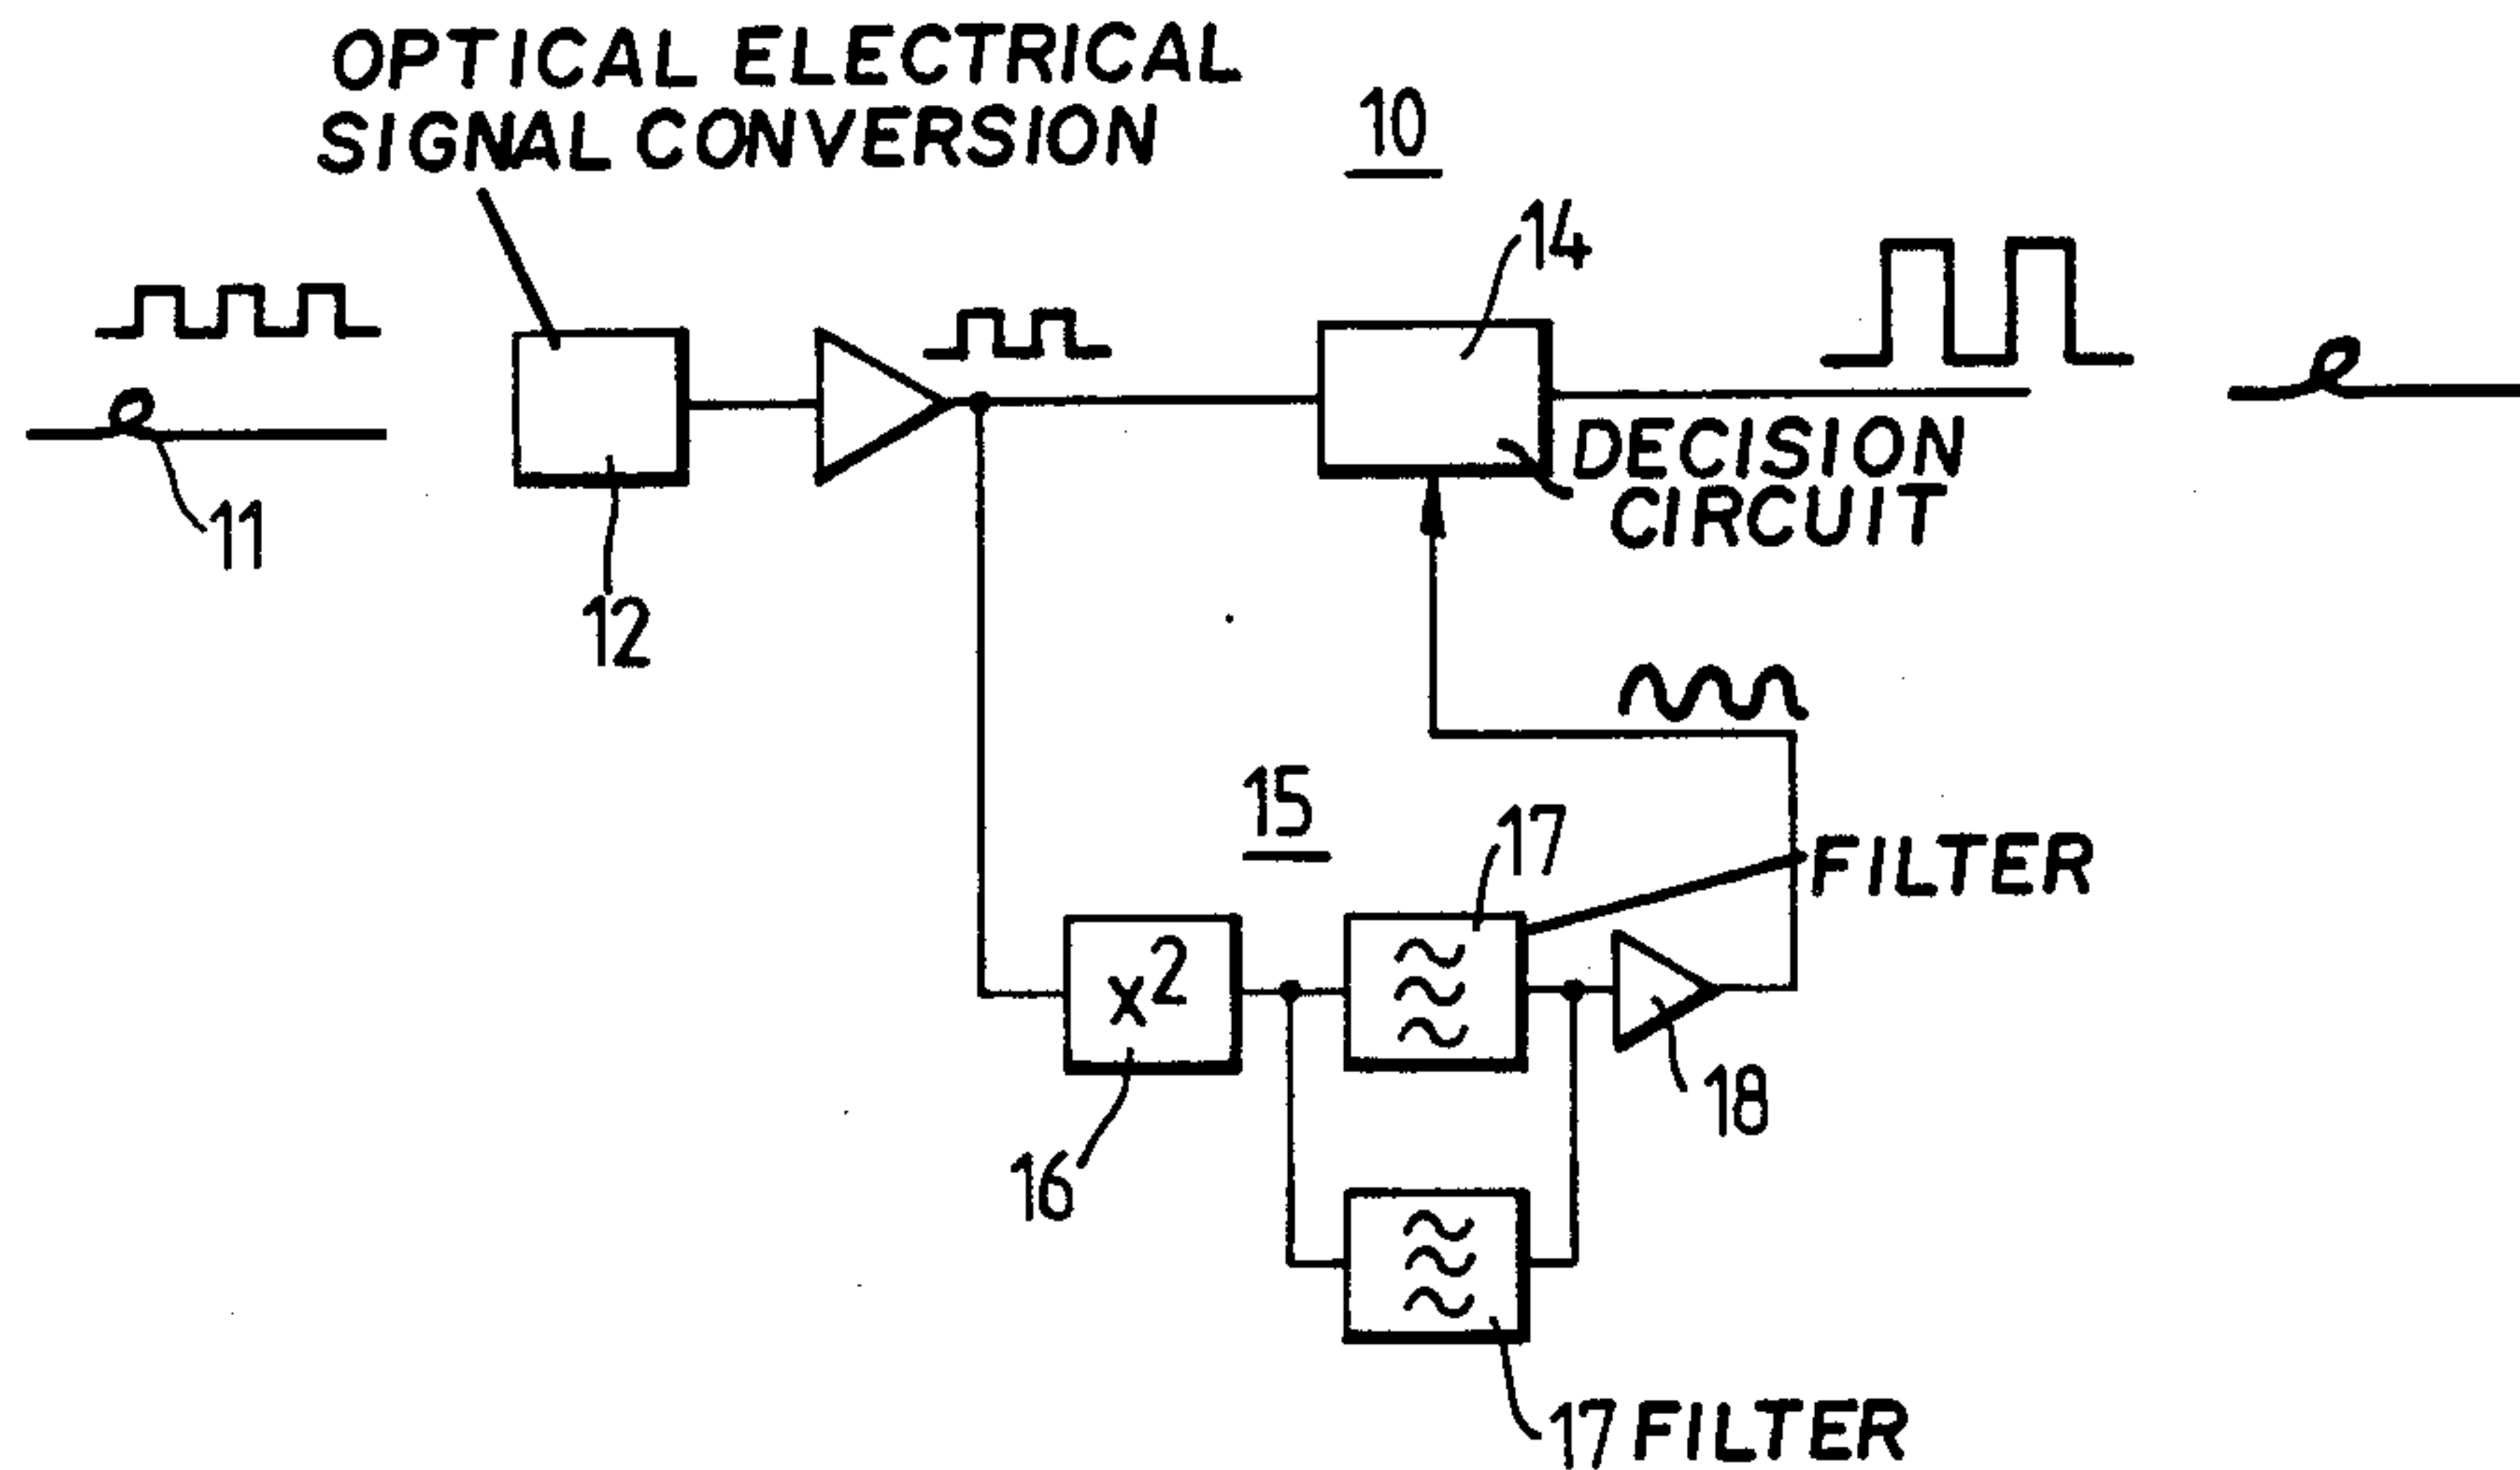 OPTICAL ELECTRICAL
SIGNAL CONVERSION
10
14
DECISION
CIRCUIT
11
12
15
17
FILTER
x²
18
16
17 FILTER